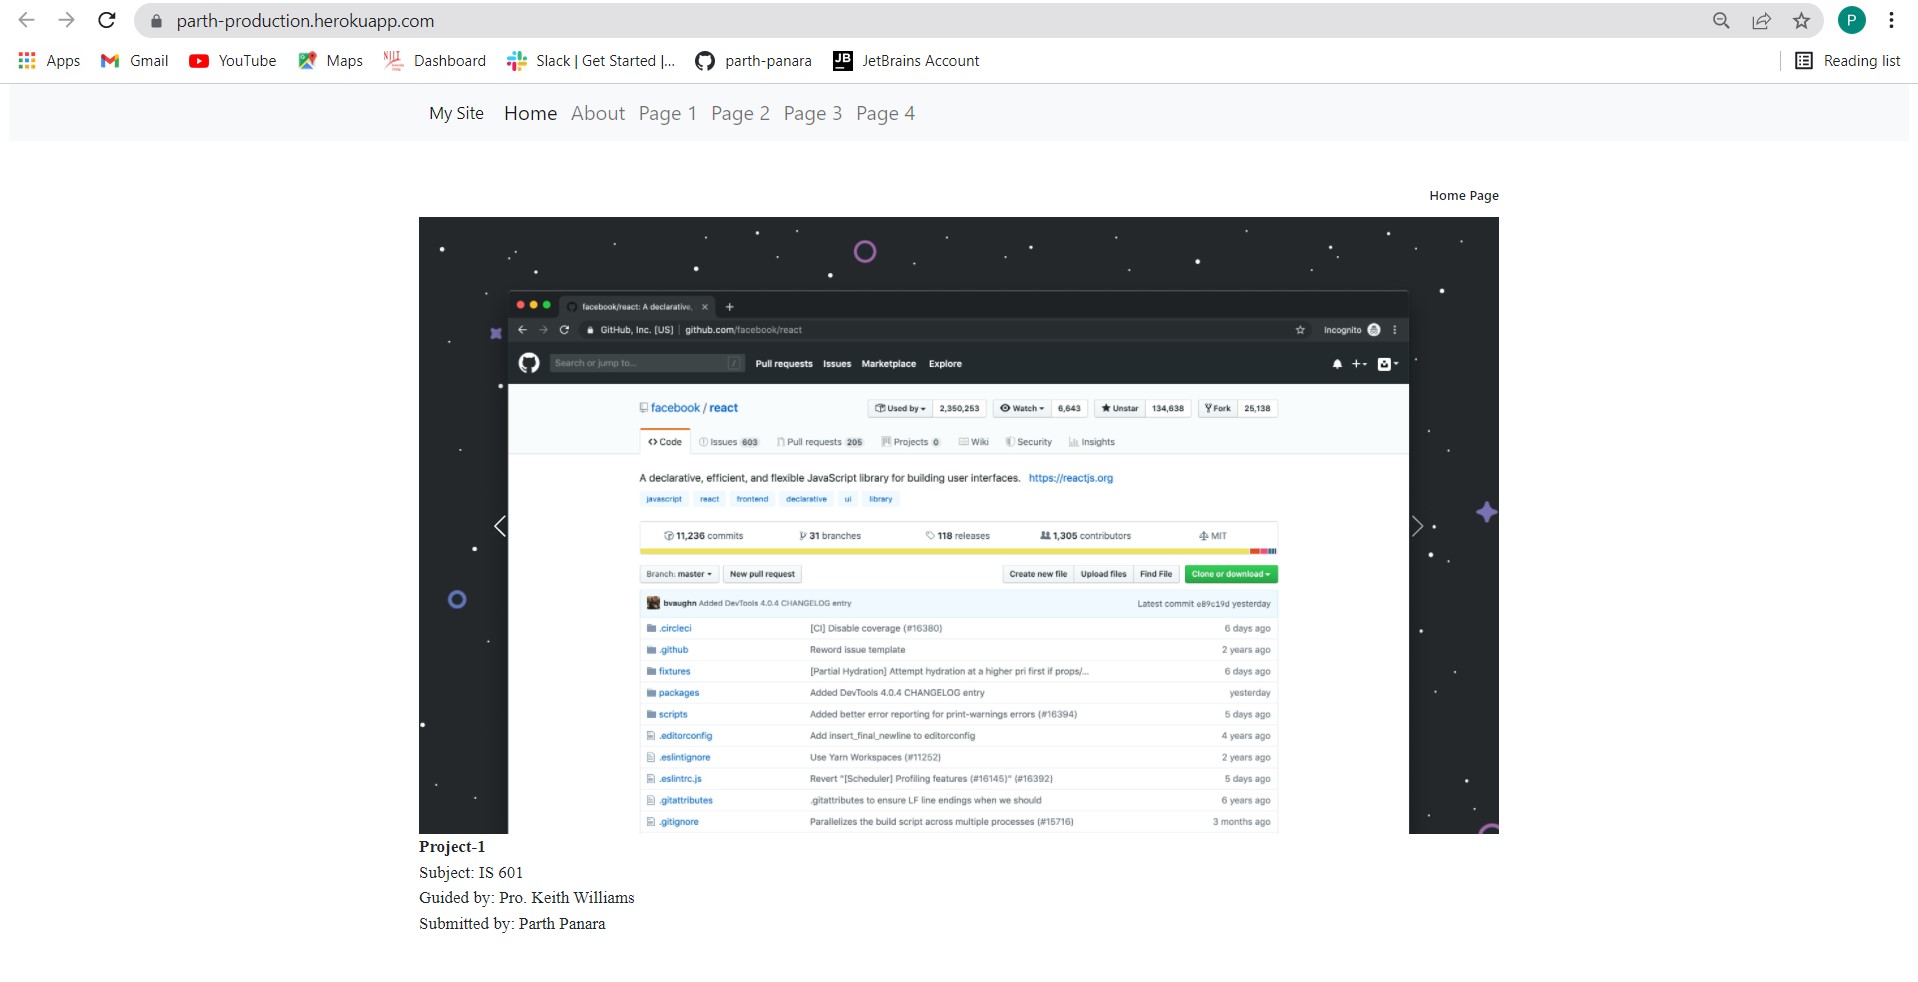 parth-production.herokuapp.com P
Apps Gmail YouTube Maps Dashboard Slack | Get Started |... parth-panara JB JetBrains Account Reading list
My Site Home About Page 1 Page 2 Page 3 Page 4
Home Page
facebook/react: A declarative,
GitHub, Inc. [US] | github.com/facebook/react Incognito
Search or jump to... / Pull requests Issues Marketplace Explore
facebook / react Used by 2,350,253 Watch 6,643 Unstar 134,638 Fork 25,138
Code Issues 603 Pull requests 205 Projects 0 Wiki Security Insights
A declarative, efficient, and flexible JavaScript library for building user interfaces. https://reactjs.org
javascript react frontend declarative ui library
11,236 commits 31 branches 118 releases 1,305 contributors MIT
Branch: master New pull request Create new file Upload files Find File Clone or download
bvaughn Added DevTools 4.0.4 CHANGELOG entry Latest commit e89c19d yesterday
.circleci [CI] Disable coverage (#16380) 6 days ago
.github Reword issue template 2 years ago
fixtures [Partial Hydration] Attempt hydration at a higher pri first if props/... 6 days ago
packages Added DevTools 4.0.4 CHANGELOG entry yesterday
scripts Added better error reporting for print-warnings errors (#16394) 5 days ago
.editorconfig Add insert_final_newline to editorconfig 4 years ago
.eslintignore Use Yarn Workspaces (#11252) 2 years ago
.eslintrc.js Revert "[Scheduler] Profiling features (#16145)" (#16392) 5 days ago
.gitattributes .gitattributes to ensure LF line endings when we should 6 years ago
.gitignore Parallelizes the build script across multiple processes (#15716) 3 months ago
Project-1
Subject: IS 601
Guided by: Pro. Keith Williams
Submitted by: Parth Panara